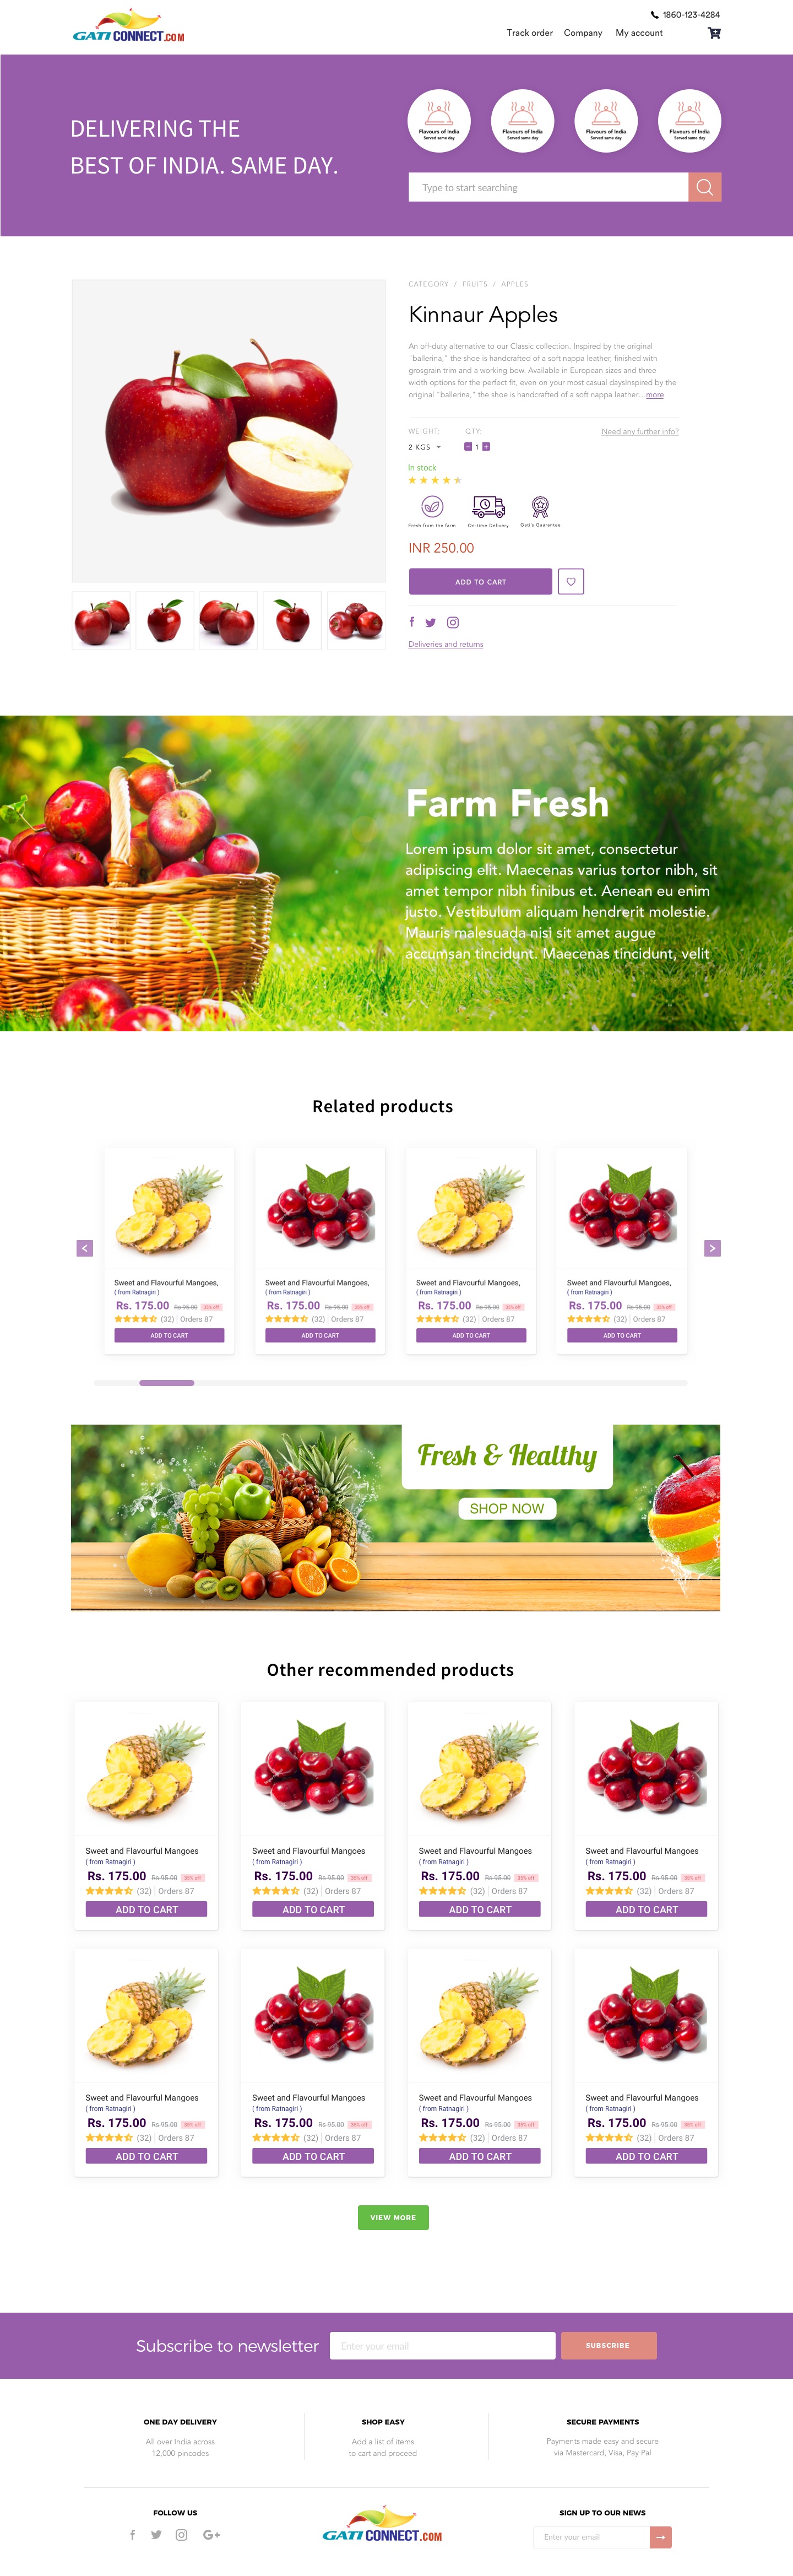 1860-123-4284
GATI CONNECT.COM
Track order Company My account
DELIVERING THE
BEST OF INDIA. SAME DAY.
Flavours of India
Served same day
Flavours of India
Served same day
Flavours of India
Served same day
Flavours of India
Served same day
Type to start searching
CATEGORY / FRUITS / APPLES
Kinnaur Apples
An off-duty alternative to our Classic collection. Inspired by the original
"ballerina," the shoe is handcrafted of a soft nappa leather, finished with
grosgrain trim and a working bow. Available in European sizes and three
width options for the perfect fit, even on your most casual daysInspired by the
original "ballerina," the shoe is handcrafted of a soft nappa leather...more
WEIGHT: QTY: Need any further info?
2 KGS - 1 +
In stock
Fresh from the farm On-time Delivery Gati's Guarantee
INR 250.00
ADD TO CART
Deliveries and returns
Farm Fresh
Lorem ipsum dolor sit amet, consectetur
adipiscing elit. Maecenas varius tortor nibh, sit
amet tempor nibh finibus et. Aenean eu enim
justo. Vestibulum aliquam hendrerit molestie.
Mauris malesuada nisi sit amet augue
accumsan tincidunt. Maecenas tincidunt, velit
Related products
Sweet and Flavourful Mangoes,
( from Ratnagiri )
Rs. 175.00 Rs 95.00 35% off
(32) | Orders 87
ADD TO CART
Sweet and Flavourful Mangoes,
( from Ratnagiri )
Rs. 175.00 Rs 95.00 35% off
(32) | Orders 87
ADD TO CART
Sweet and Flavourful Mangoes,
( from Ratnagiri )
Rs. 175.00 Rs 95.00 35% off
(32) | Orders 87
ADD TO CART
Sweet and Flavourful Mangoes,
( from Ratnagiri )
Rs. 175.00 Rs 95.00 35% off
(32) | Orders 87
ADD TO CART
Fresh & Healthy
SHOP NOW
Other recommended products
Sweet and Flavourful Mangoes
( from Ratnagiri )
Rs. 175.00 Rs 95.00 35% off
(32) | Orders 87
ADD TO CART
Sweet and Flavourful Mangoes
( from Ratnagiri )
Rs. 175.00 Rs 95.00 35% off
(32) | Orders 87
ADD TO CART
Sweet and Flavourful Mangoes
( from Ratnagiri )
Rs. 175.00 Rs 95.00 35% off
(32) | Orders 87
ADD TO CART
Sweet and Flavourful Mangoes
( from Ratnagiri )
Rs. 175.00 Rs 95.00 35% off
(32) | Orders 87
ADD TO CART
Sweet and Flavourful Mangoes
( from Ratnagiri )
Rs. 175.00 Rs 95.00 35% off
(32) | Orders 87
ADD TO CART
Sweet and Flavourful Mangoes
( from Ratnagiri )
Rs. 175.00 Rs 95.00 35% off
(32) | Orders 87
ADD TO CART
Sweet and Flavourful Mangoes
( from Ratnagiri )
Rs. 175.00 Rs 95.00 35% off
(32) | Orders 87
ADD TO CART
Sweet and Flavourful Mangoes
( from Ratnagiri )
Rs. 175.00 Rs 95.00 35% off
(32) | Orders 87
ADD TO CART
VIEW MORE
Subscribe to newsletter Enter your email SUBSCRIBE
ONE DAY DELIVERY
All over India across
12,000 pincodes
SHOP EASY
Add a list of items
to cart and proceed
SECURE PAYMENTS
Payments made easy and secure
via Mastercard, Visa, Pay Pal
FOLLOW US
GATI CONNECT.COM
SIGN UP TO OUR NEWS
Enter your email